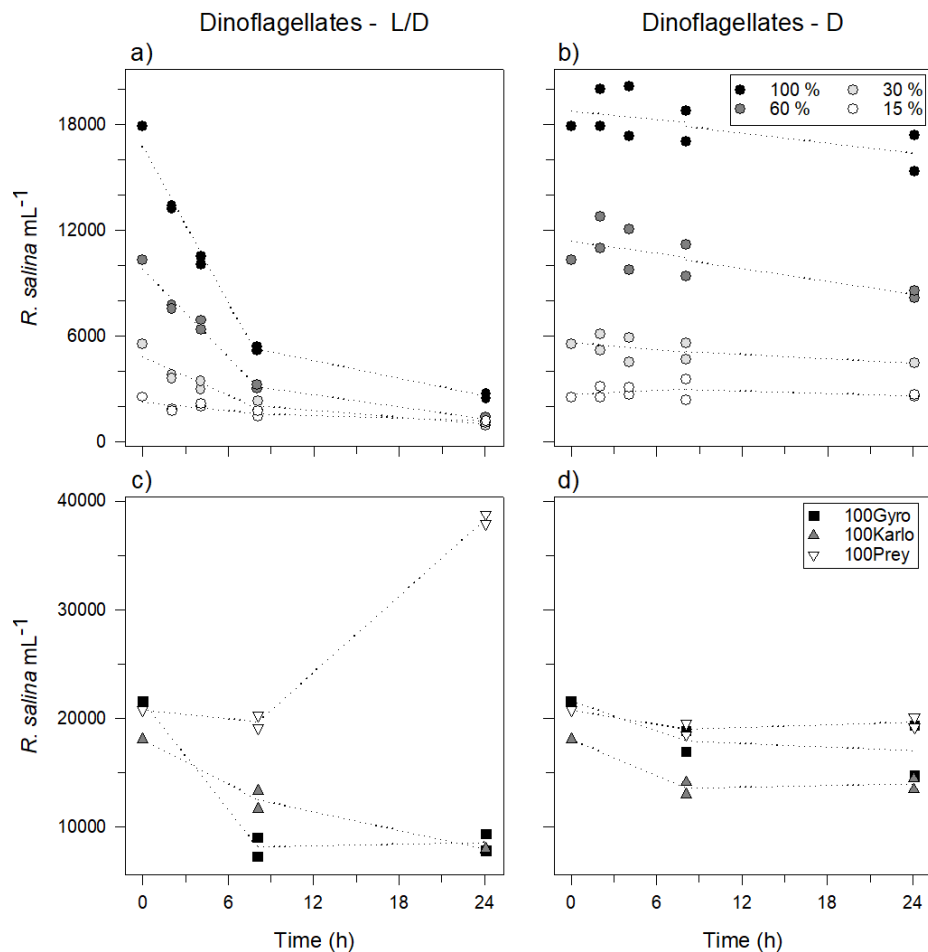 Dinoflagellates - L/D
Dinoflagellates - D
a)
b)
100 %
30 %
60 %
15 %
18000
12000
6000
0
R. salina mL⁻¹
c)
d)
100Gyro
100Karlo
100Prey
40000
30000
20000
10000
R. salina mL⁻¹
0 6 12 18 24
0 6 12 18 24
Time (h)
Time (h)